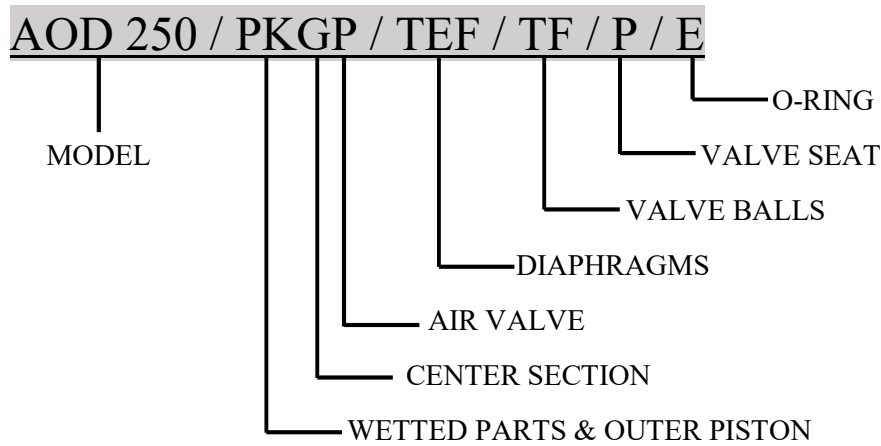 AOD 250 / PKGP / TEF / TF / P / E
O-RING
MODEL
VALVE SEAT
VALVE BALLS
DIAPHRAGMS
AIR VALVE
CENTER SECTION
WETTED PARTS & OUTER PISTON